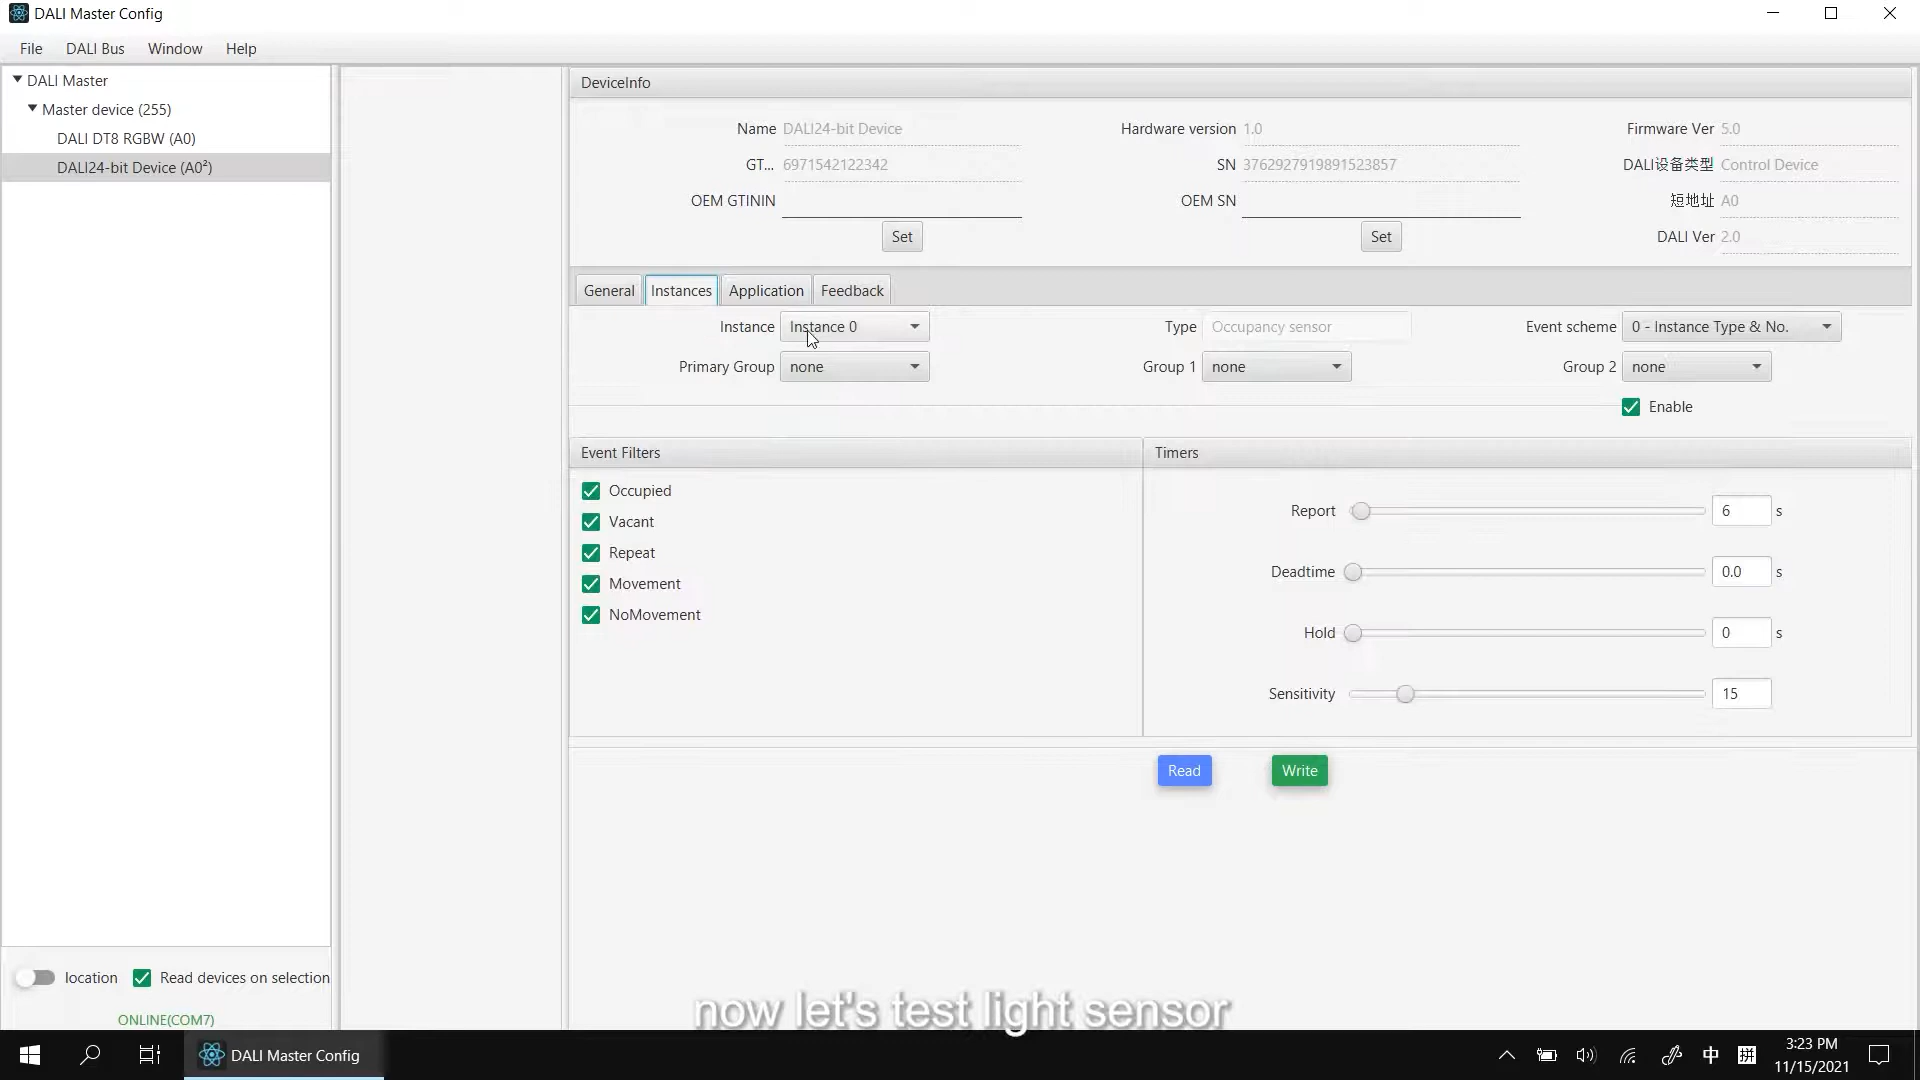 DALI Master Config
File DALI Bus Window Help
DALI Master
Master device (255)
DALI DT8 RGBW (A0)
DALI24-bit Device (A0²)
DeviceInfo
Name DALI24-bit Device Hardware version 1.0 Firmware Ver 5.0
GT... 6971542122342 SN 3762927919891523857 DALI设备类型 Control Device
OEM GTININ OEM SN 短地址 A0
Set Set DALI Ver 2.0
General Instances Application Feedback
Instance Instance 0 Type Occupancy sensor Event scheme 0 - Instance Type & No.
Primary Group none Group 1 none Group 2 none
Enable
Event Filters Timers
Occupied
Vacant
Repeat
Movement
NoMovement
Report 6 s
Deadtime 0.0 s
Hold 0 s
Sensitivity 15
Read Write
location Read devices on selection
ONLINE(COM7)
now let's test light sensor
DALI Master Config
中 拼
3:23 PM
11/15/2021